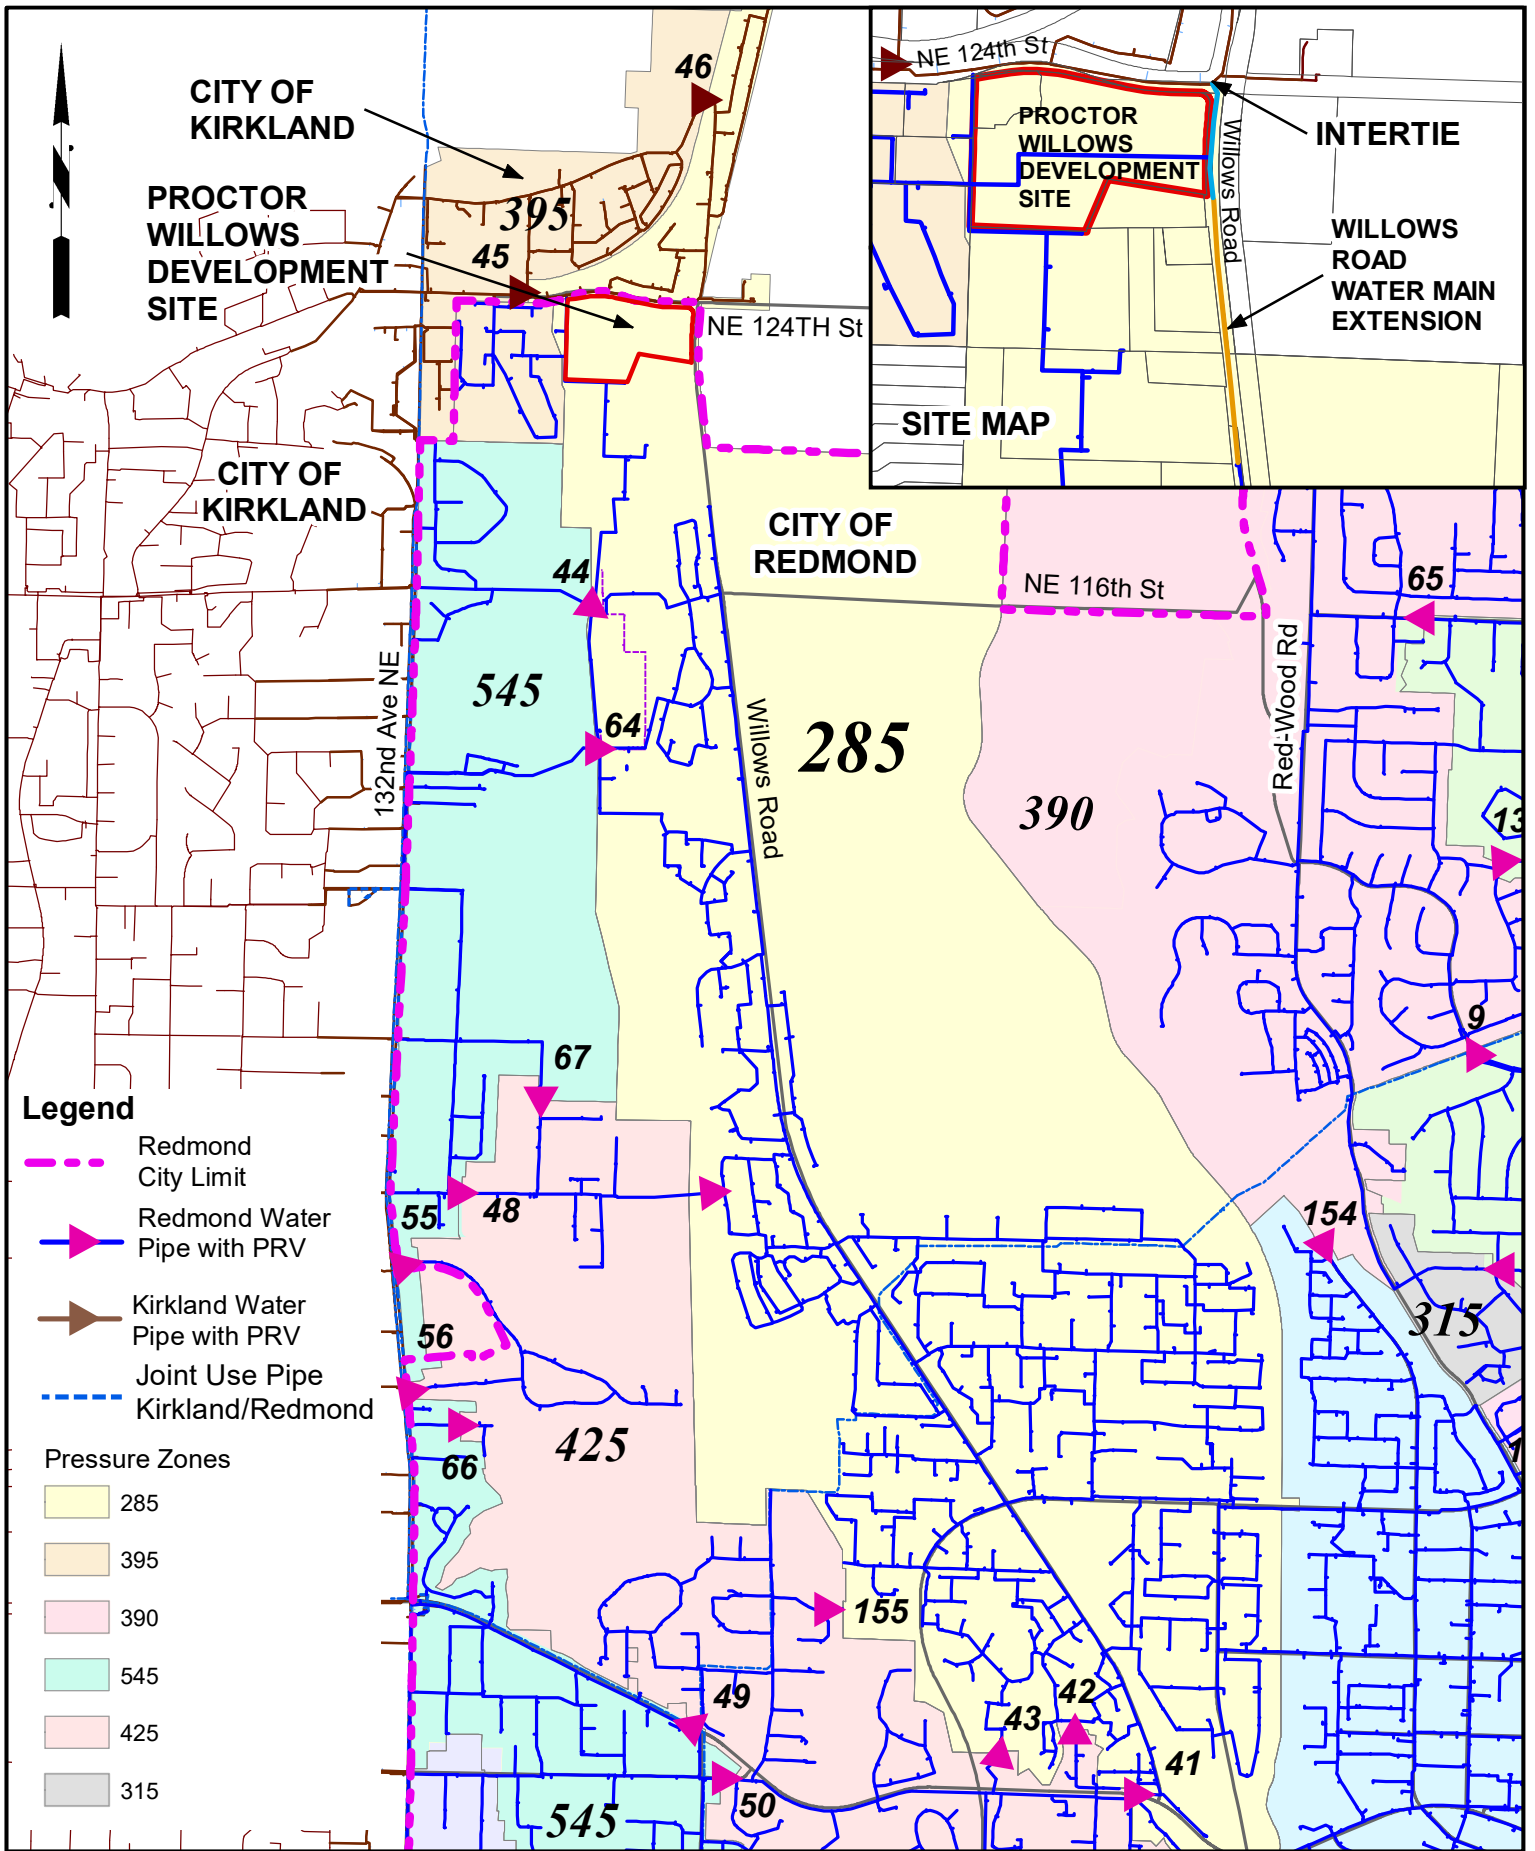 CITY OF
KIRKLAND
46
PROCTOR
WILLOWS
DEVELOPMENT
SITE
395
45
NE 124TH St
NE 124th St
PROCTOR
WILLOWS
DEVELOPMENT
SITE
INTERTIE
Willows Road
WILLOWS
ROAD
WATER MAIN
EXTENSION
SITE MAP
CITY OF
KIRKLAND
CITY OF
REDMOND
44
NE 116th St
65
132nd Ave NE
545
64
Willows Road
285
390
Red-Wood Rd
13
9
67
55
48
154
56
315
425
66
155
49
42
43
41
50
545
Legend
Redmond
City Limit
Redmond Water
Pipe with PRV
Kirkland Water
Pipe with PRV
Joint Use Pipe
Kirkland/Redmond
Pressure Zones
285
395
390
545
425
315